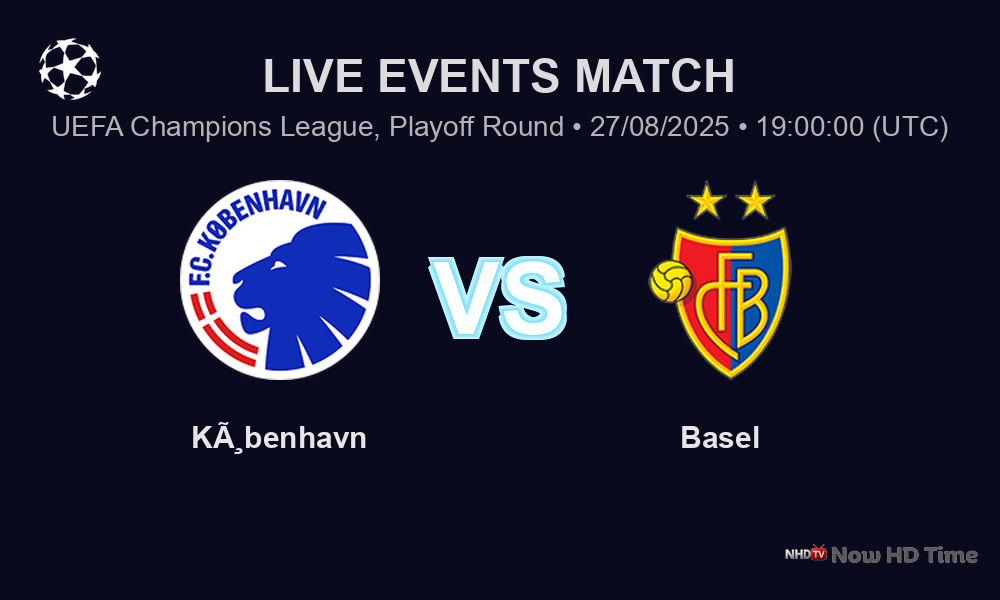 LIVE EVENTS MATCH
UEFA Champions League, Playoff Round • 27/08/2025 • 19:00:00 (UTC)
F.C. KØBENHAVN
VS
FCB
KÃ¸benhavn
Basel
NHDTV Now HD Time